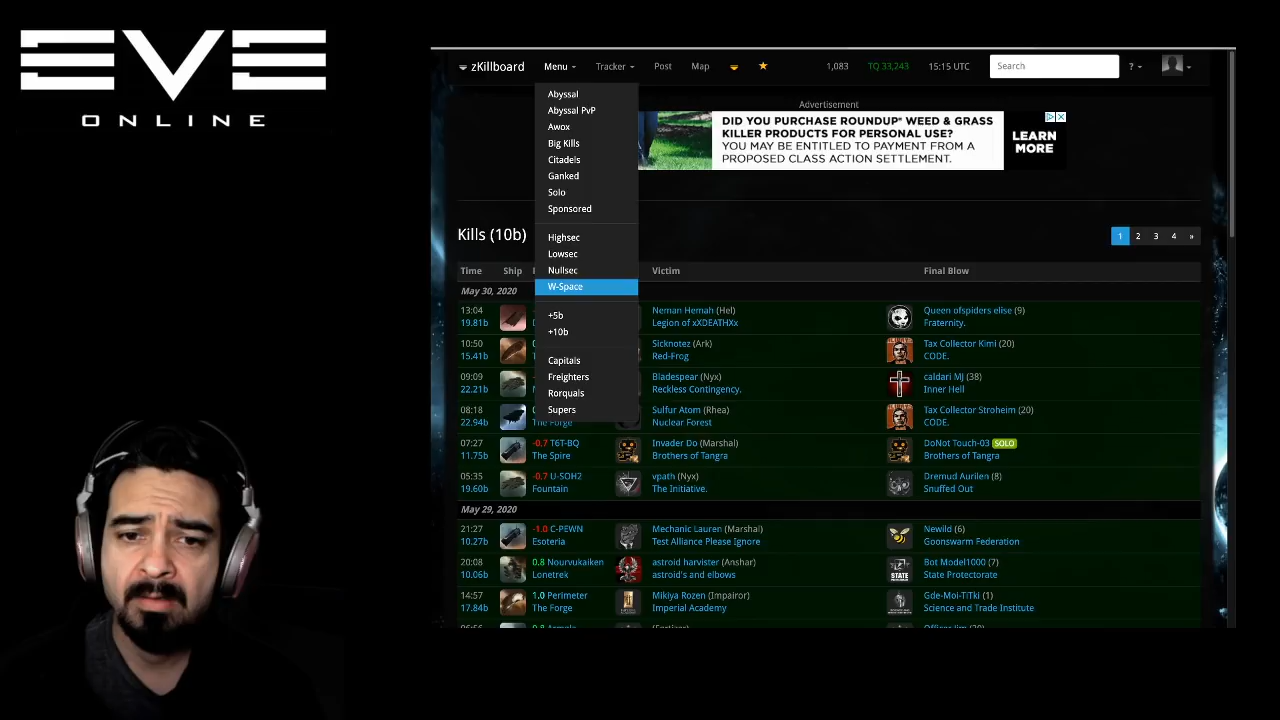 EVE
ONLINE
zKillboard Menu Tracker Post Map 1,083 TQ 33,243 15:15 UTC Search ?
Abyssal
Abyssal PvP
Awox
Big Kills
Citadels
Ganked
Solo
Sponsored
Highsec
Lowsec
Nullsec
W-Space
+5b
+10b
Capitals
Freighters
Rorquals
Supers
Advertisement
DID YOU PURCHASE ROUNDUP® WEED & GRASS
KILLER PRODUCTS FOR PERSONAL USE?
YOU MAY BE ENTITLED TO PAYMENT FROM A
PROPOSED CLASS ACTION SETTLEMENT.
LEARN
MORE
Kills (10b)
1 2 3 4 »
Time Ship Victim Final Blow
May 30, 2020
13:04 Neman Hemah (Hel) Queen ofspiders elise (9)
19.81b Legion of xXDEATHXx Fraternity.
10:50 Sicknotez (Ark) Tax Collector Kimi (20)
15.41b Red-Frog CODE.
09:09 Bladespear (Nyx) caldari MJ (38)
22.21b Reckless Contingency. Inner Hell
08:18 Sulfur Atom (Rhea) Tax Collector Stroheim (20)
22.94b The Forge Nuclear Forest CODE.
07:27 -0.7 T6T-BQ Invader Do (Marshal) DoNot Touch-03 SOLO
11.75b The Spire Brothers of Tangra Brothers of Tangra
05:35 -0.7 U-SOH2 vpath (Nyx) Dremud Aurilen (8)
19.60b Fountain The Initiative. Snuffed Out
May 29, 2020
21:27 -1.0 C-PEWN Mechanic Lauren (Marshal) Newild (6)
10.27b Esoteria Test Alliance Please Ignore Goonswarm Federation
20:08 0.8 Nourvukaiken astroid harvister (Anshar) Bot Model1000 (7)
10.06b Lonetrek astroid's and elbows STATE State Protectorate
14:57 1.0 Perimeter Mikiya Rozen (Impairor) Gde-Moi-TiTki (1)
17.84b The Forge Imperial Academy Science and Trade Institute